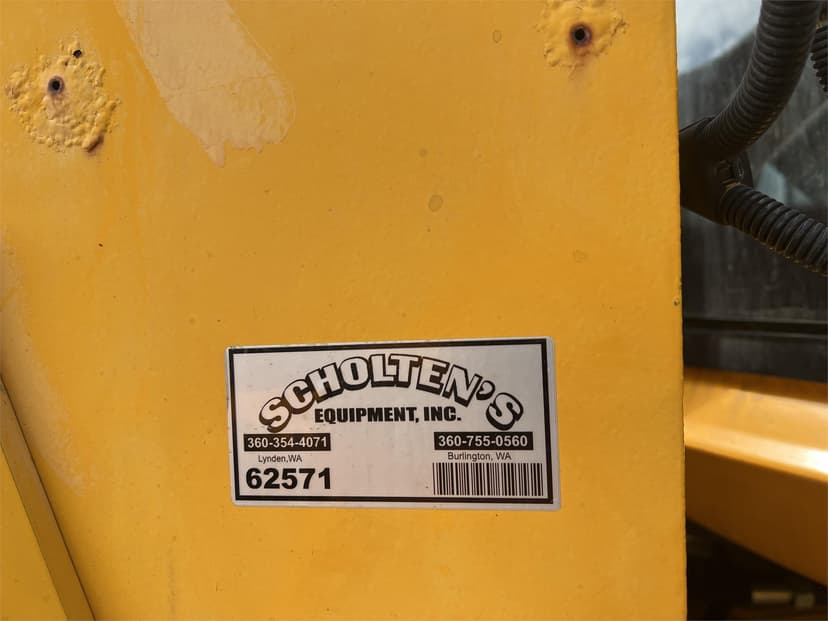 SCHOLTEN'S
EQUIPMENT, INC.
360-354-4071 360-755-0560
Lynden,WA Burlington, WA
62571